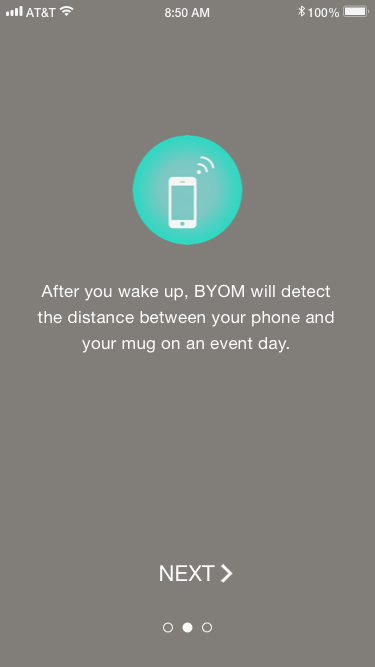 AT&T 8:50 AM 100%
After you wake up, BYOM will detect
the distance between your phone and
your mug on an event day.
NEXT